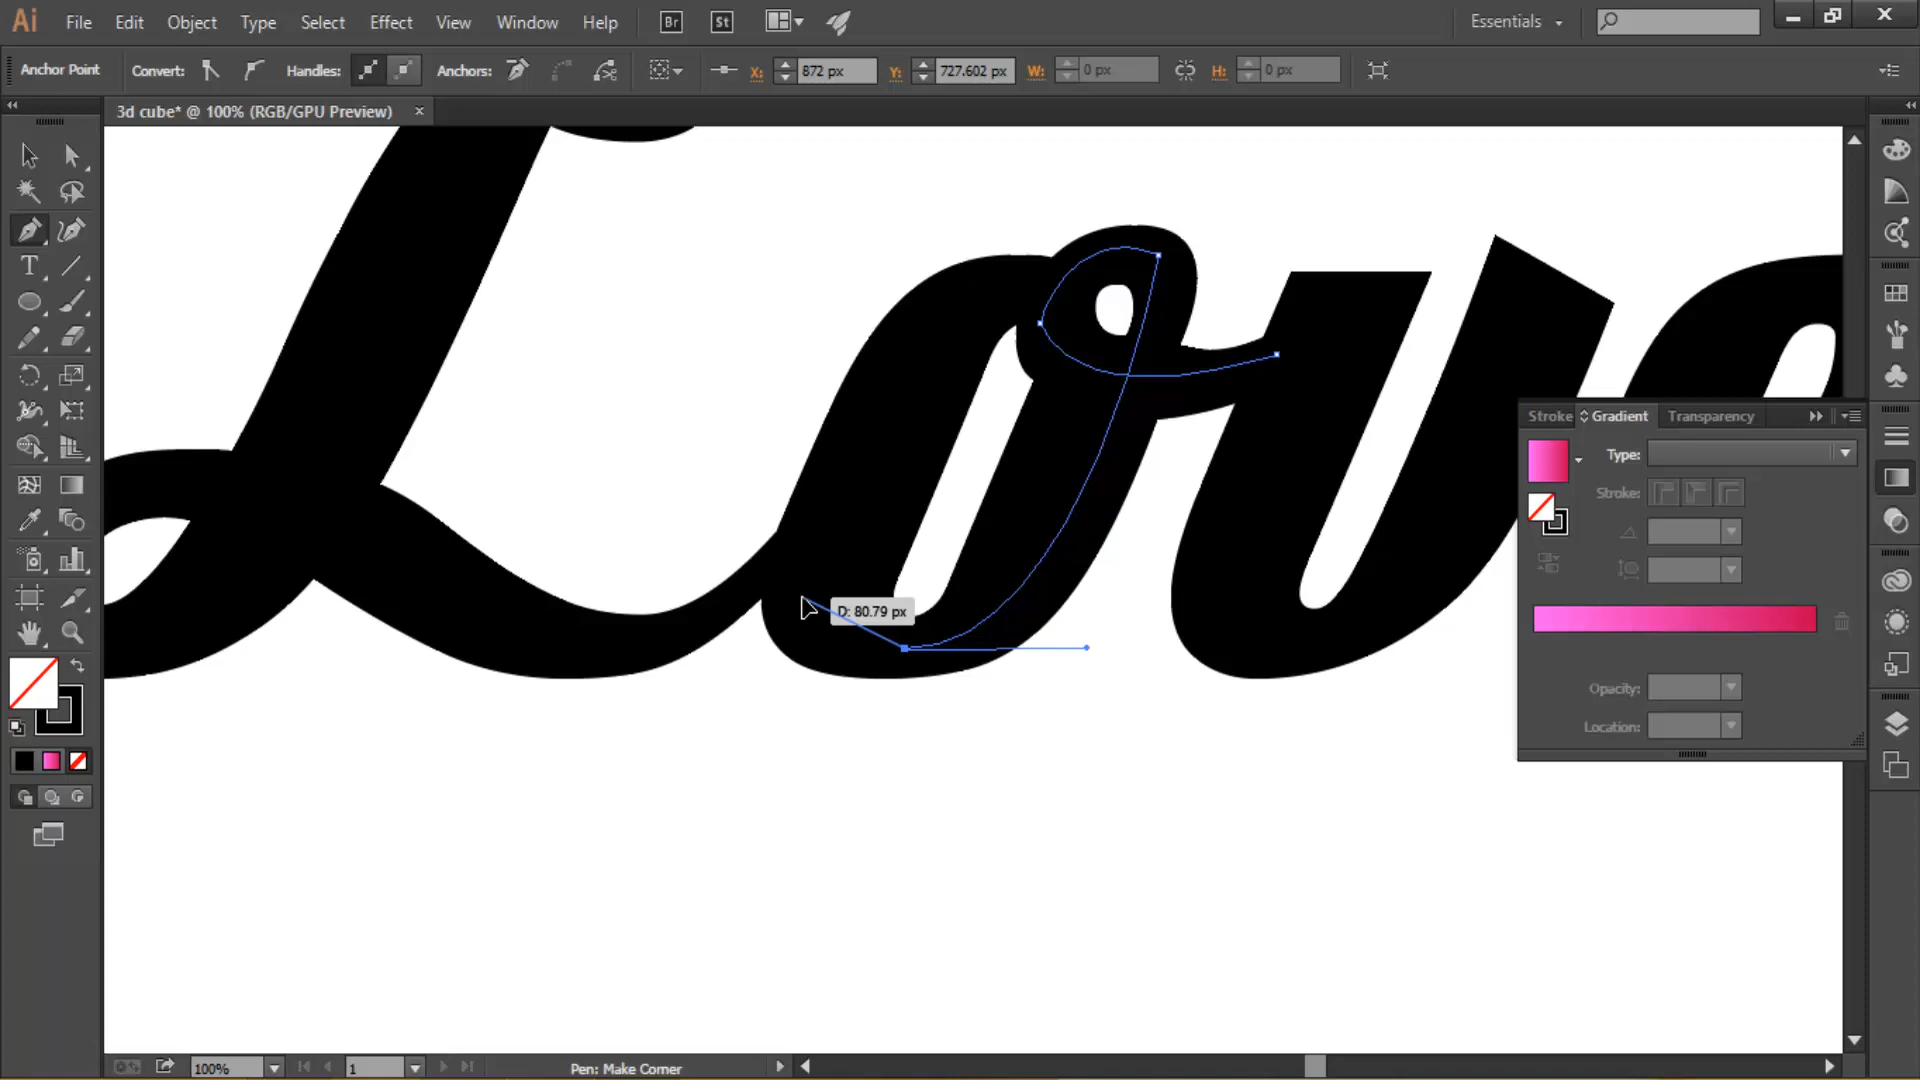 Ai File Edit Object Type Select Effect View Window Help Br St Essentials
Anchor Point Convert: Handles: Anchors: X: 872 px Y: 727.602 px W: 0 px H: 0 px
3d cube* @ 100% (RGB/GPU Preview) ×
Love
D: 80.79 px
Stroke Gradient Transparency
Type:
Stroke:
Opacity:
Location:
100% 1 Pen: Make Corner